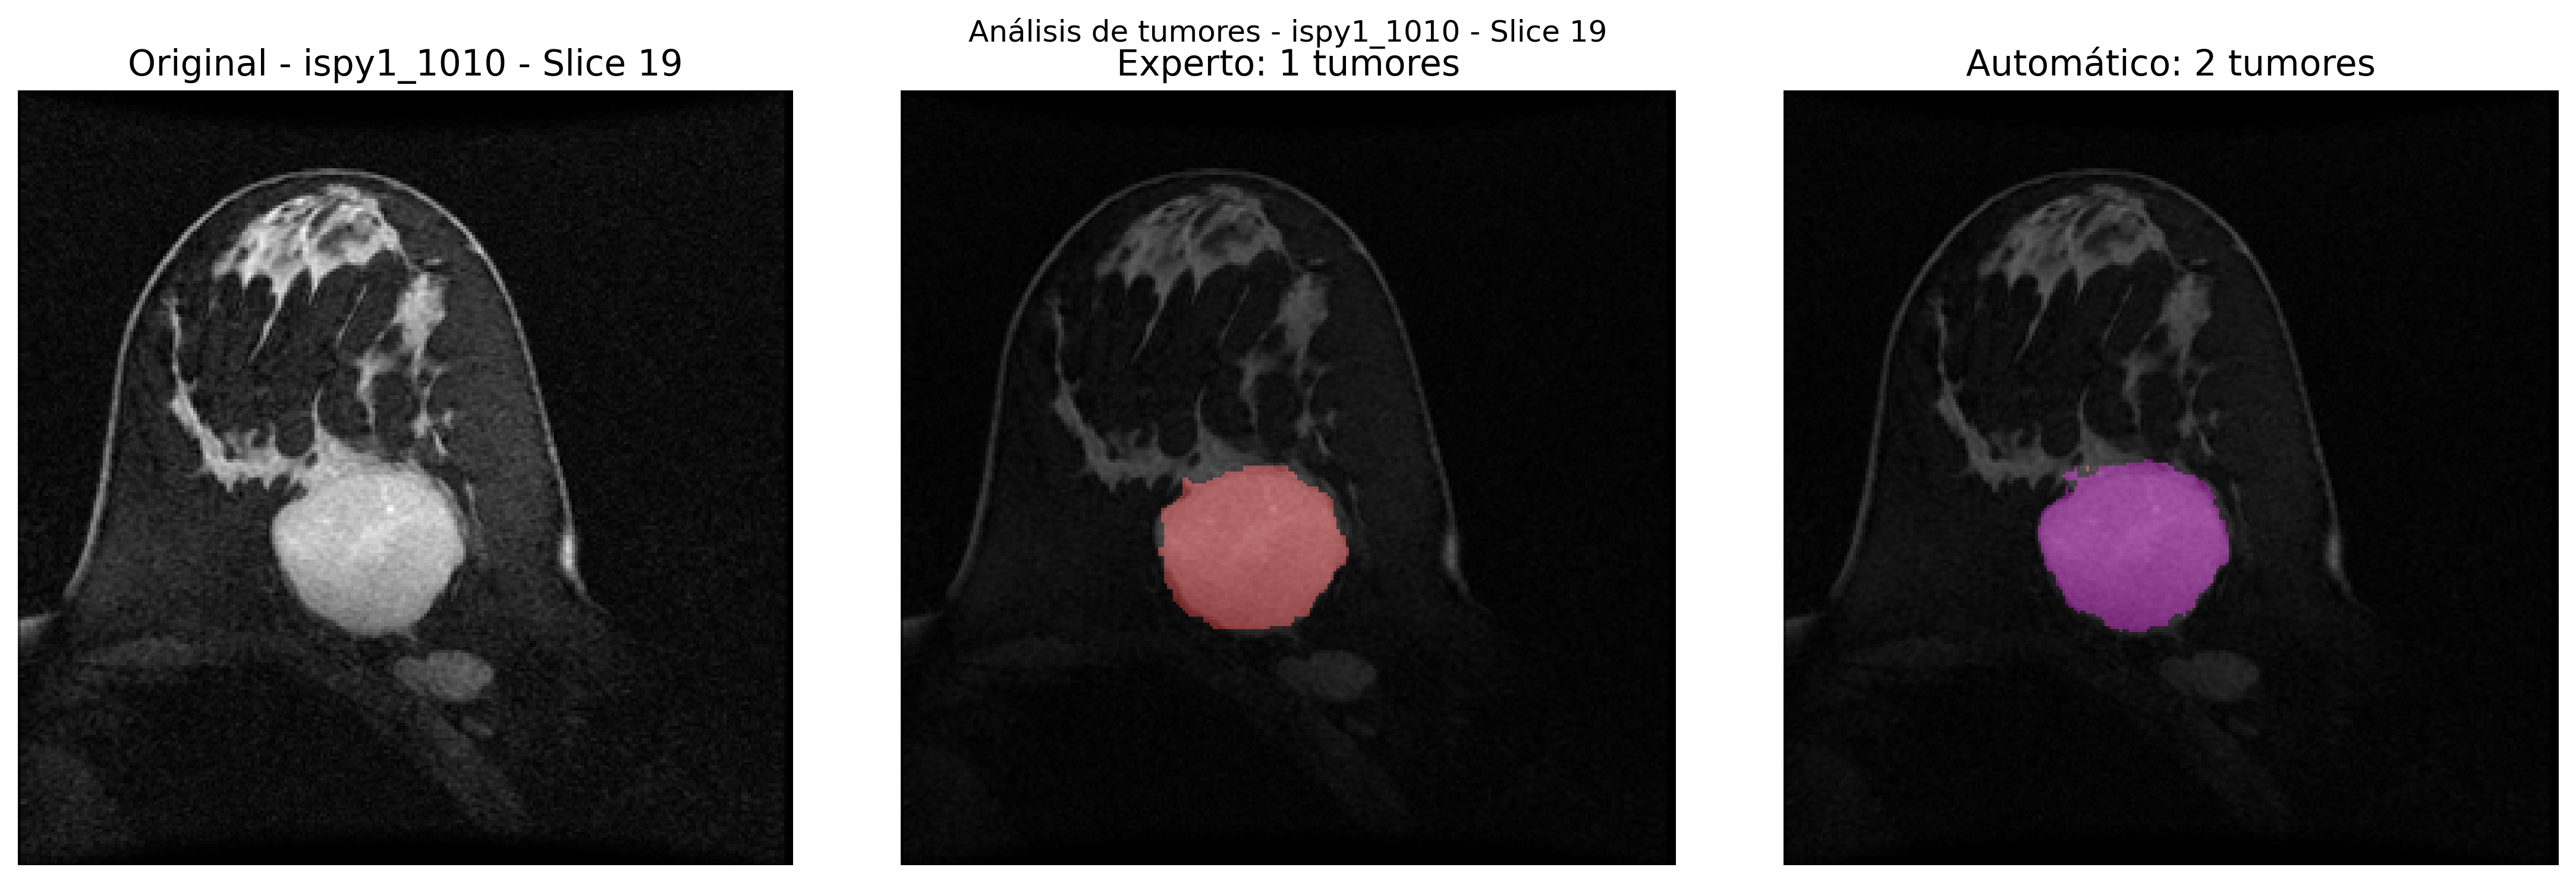 Análisis de tumores - ispy1_1010 - Slice 19
Original - ispy1_1010 - Slice 19
Experto: 1 tumores
Automático: 2 tumores